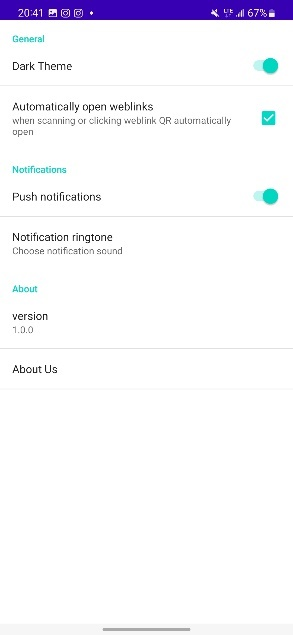 20:41
LTE 67%
General
Dark Theme
Automatically open weblinks
when scanning or clicking weblink QR automatically
open
Notifications
Push notifications
Notification ringtone
Choose notification sound
About
version
1.0.0
About Us